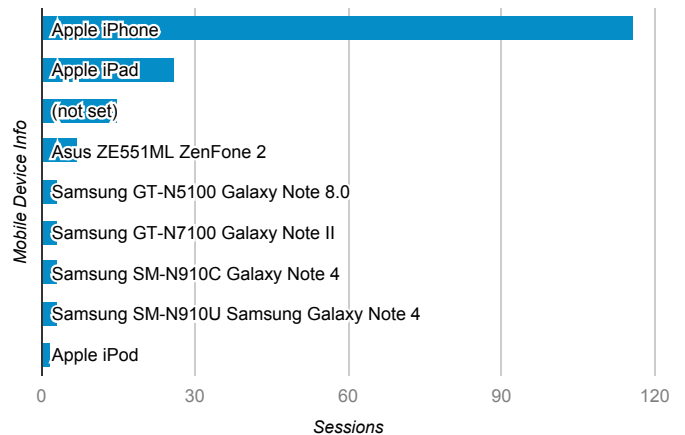 Apple iPhone
Apple iPad
(not set)
Asus ZE551ML ZenFone 2
Samsung GT-N5100 Galaxy Note 8.0
Samsung GT-N7100 Galaxy Note II
Samsung SM-N910C Galaxy Note 4
Samsung SM-N910U Samsung Galaxy Note 4
Apple iPod
Mobile Device Info
0 30 60 90 120
Sessions